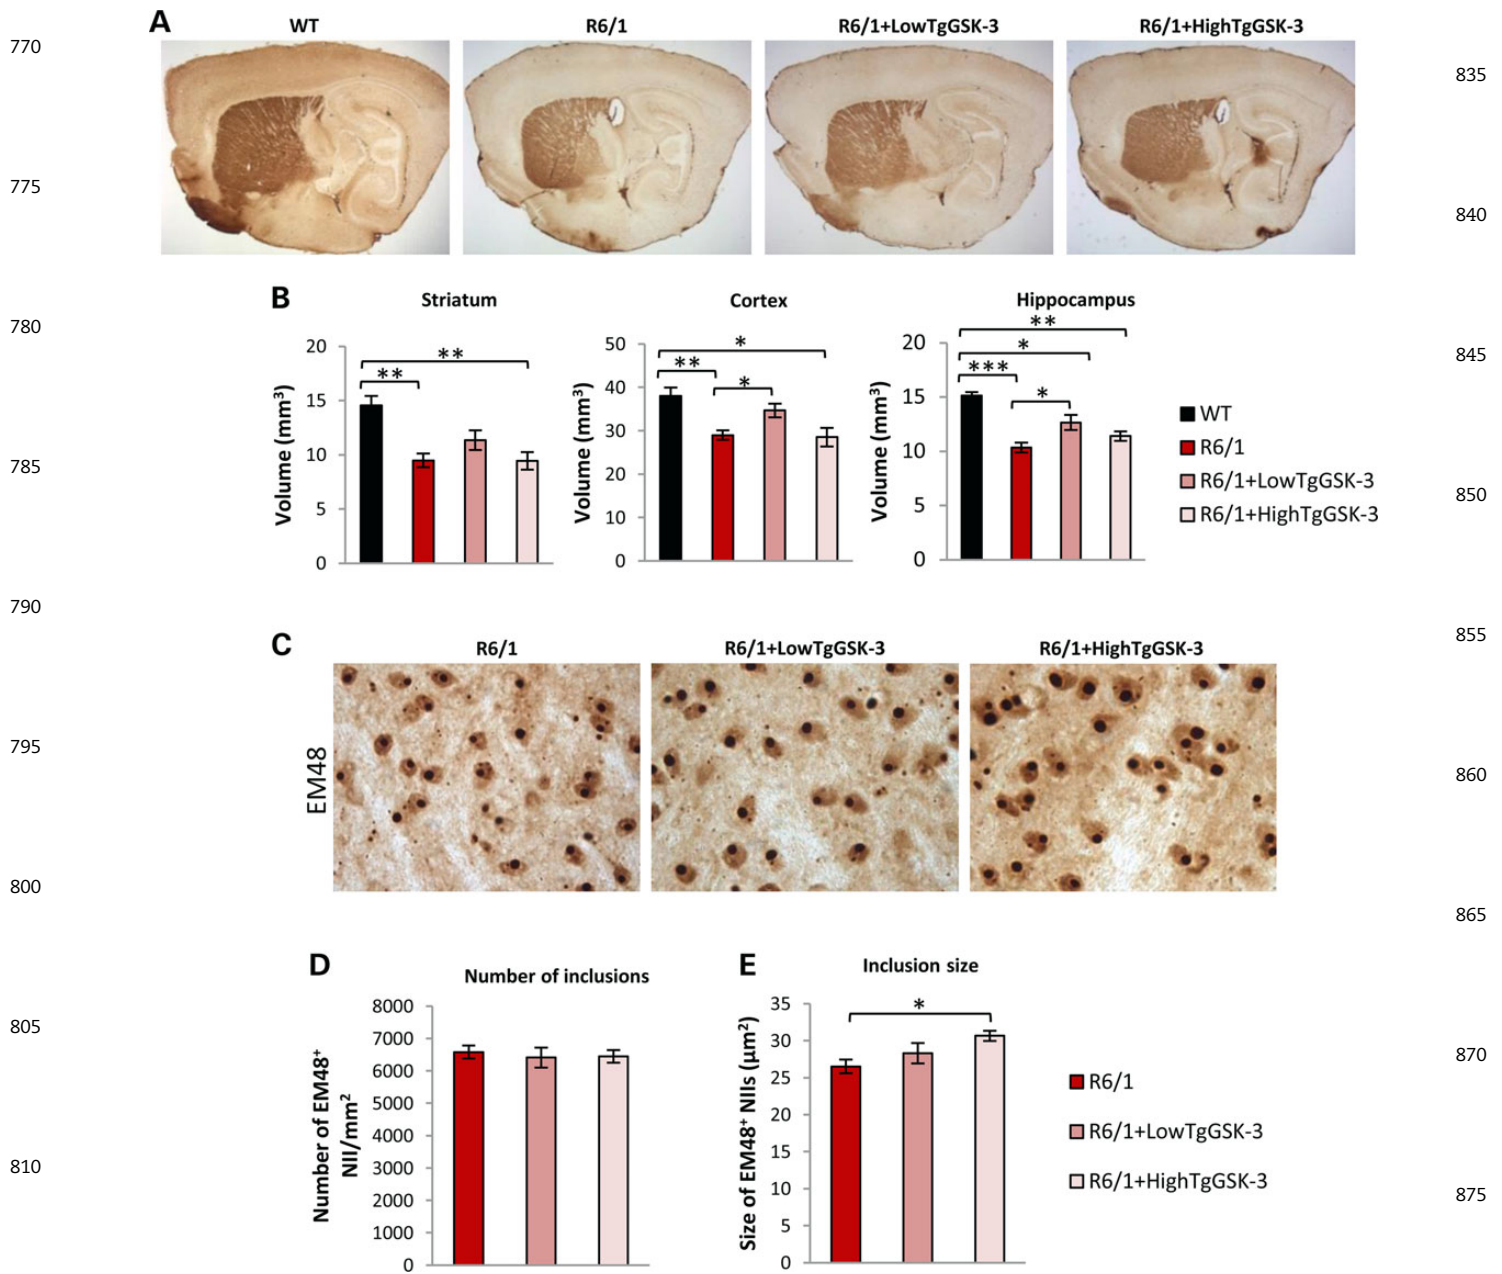 A
WT
R6/1
R6/1+LowTgGSK-3
R6/1+HighTgGSK-3
770
775
780
785
790
795
800
805
810
835
840
845
850
855
860
865
870
875
B
Striatum
Volume (mm³)
20
15
10
5
0
**
**
Cortex
Volume (mm³)
50
40
30
20
10
0
*
**
*
Hippocampus
Volume (mm³)
20
15
10
5
0
**
*
***
*
WT
R6/1
R6/1+LowTgGSK-3
R6/1+HighTgGSK-3
C
R6/1
R6/1+LowTgGSK-3
R6/1+HighTgGSK-3
EM48
D
Number of inclusions
Number of EM48⁺
NII/mm²
8000
7000
6000
5000
4000
3000
2000
1000
0
E
Inclusion size
Size of EM48⁺ NIIs (μm²)
35
30
25
20
15
10
5
0
*
R6/1
R6/1+LowTgGSK-3
R6/1+HighTgGSK-3